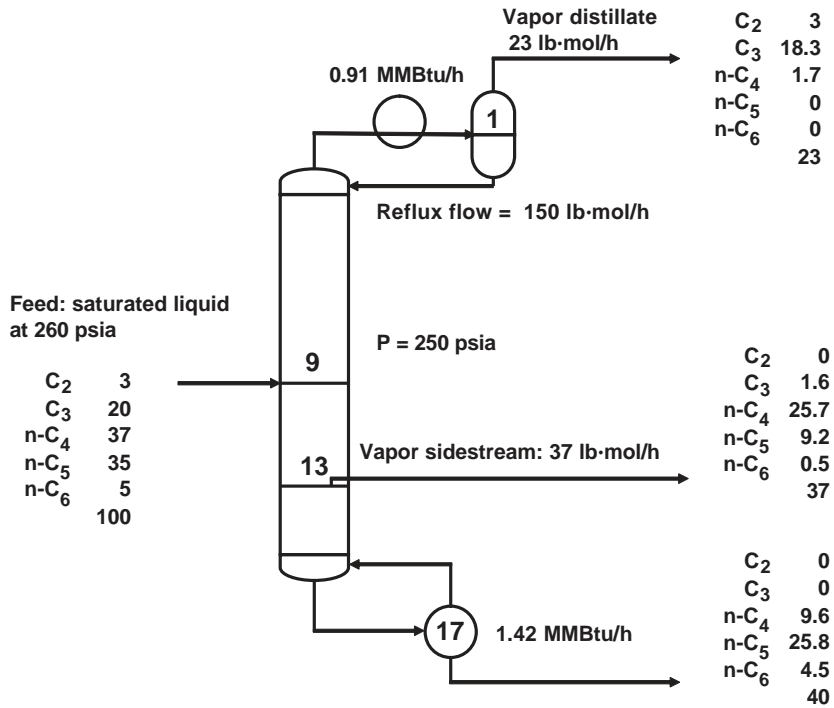 Vapor distillate
23 lb·mol/h
C2 3
C3 18.3
n-C4 1.7
n-C5 0
n-C6 0
23
0.91 MMBtu/h
1
Reflux flow = 150 lb·mol/h
Feed: saturated liquid
at 260 psia
P = 250 psia
9
C2 3
C3 20
n-C4 37
n-C5 35
n-C6 5
100
13
Vapor sidestream: 37 lb·mol/h
C2 0
C3 1.6
n-C4 25.7
n-C5 9.2
n-C6 0.5
37
17
1.42 MMBtu/h
C2 0
C3 0
n-C4 9.6
n-C5 25.8
n-C6 4.5
40